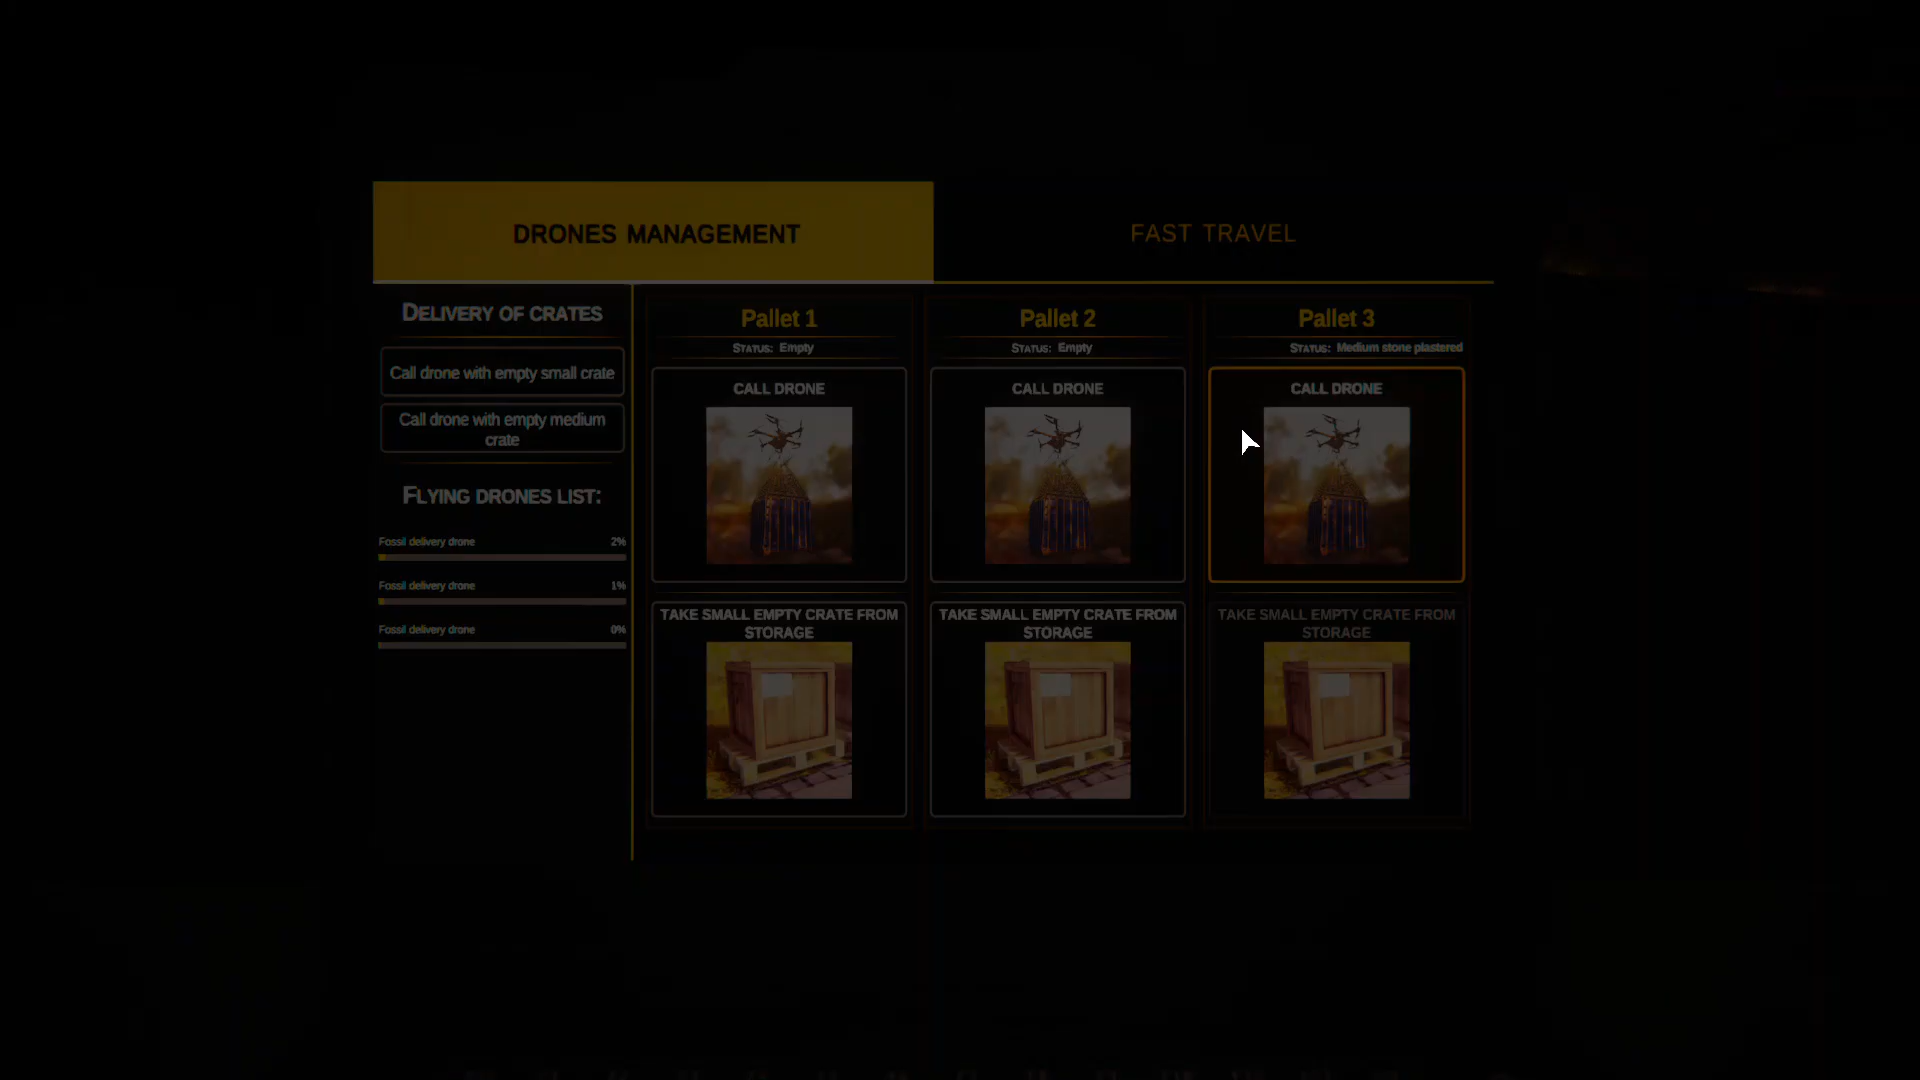 DRONES MANAGEMENT
FAST TRAVEL
DELIVERY OF CRATES
Call drone with empty small crate
Call drone with empty medium
crate
FLYING DRONES LIST:
Fossil delivery drone 2%
Fossil delivery drone 1%
Fossil delivery drone 0%
Pallet 1
STATUS: Empty
CALL DRONE
TAKE SMALL EMPTY CRATE FROM
STORAGE
Pallet 2
STATUS: Empty
CALL DRONE
TAKE SMALL EMPTY CRATE FROM
STORAGE
Pallet 3
STATUS: Medium stone plastered
CALL DRONE
TAKE SMALL EMPTY CRATE FROM
STORAGE